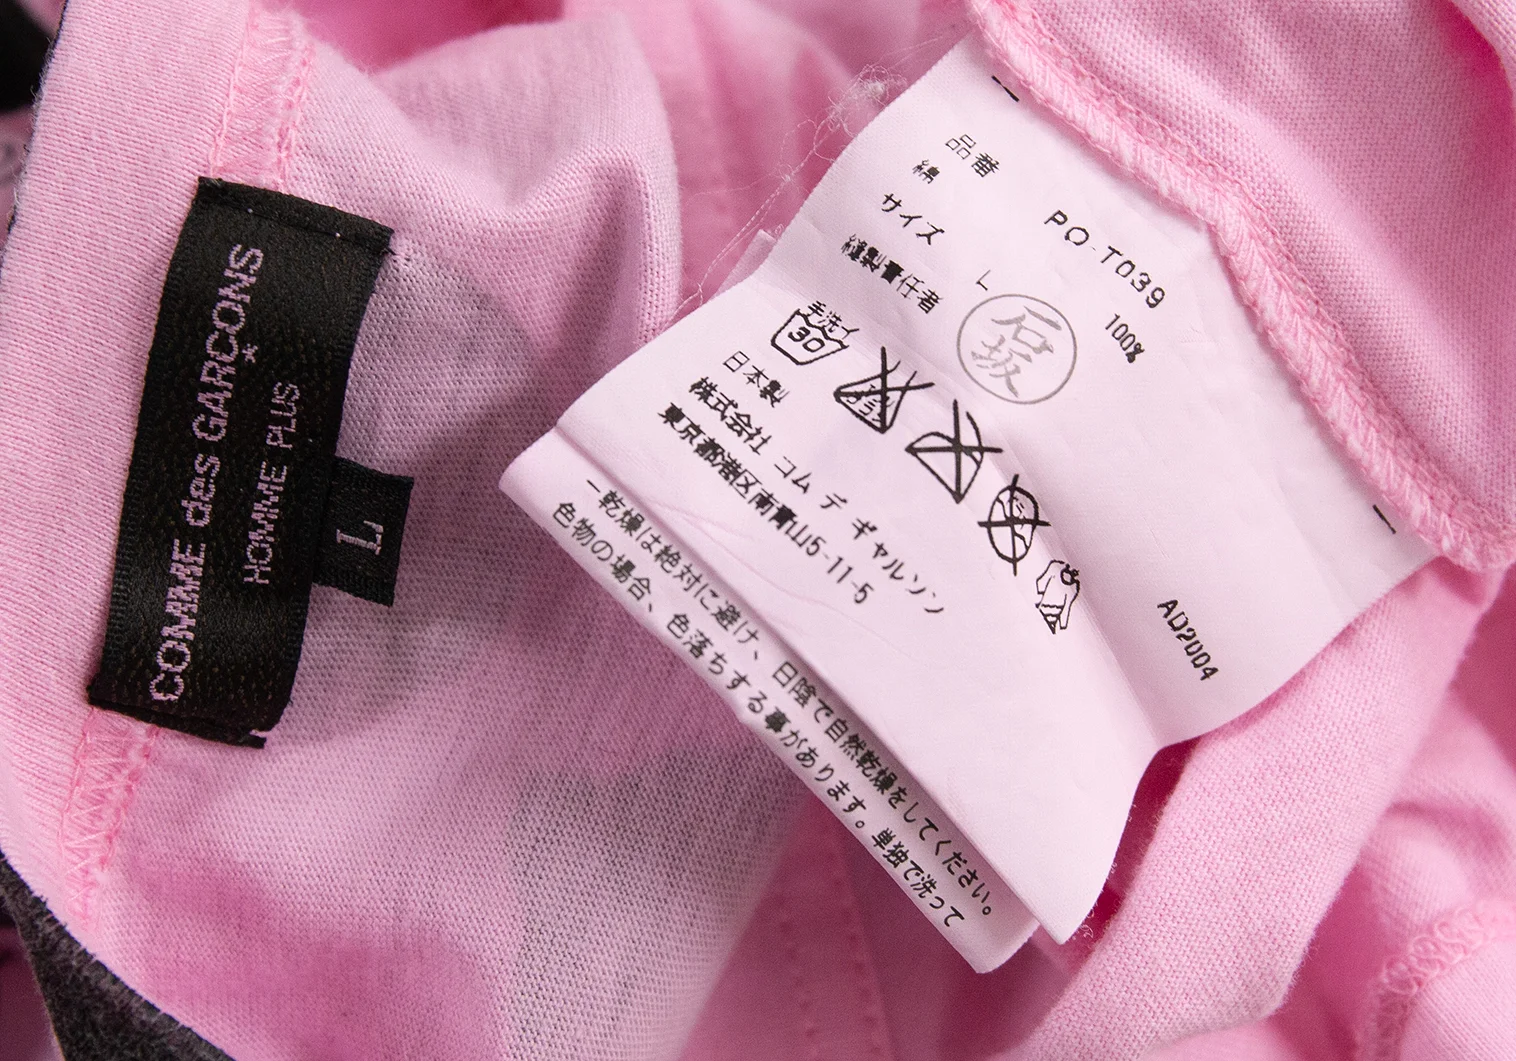 COMME des GARÇONS
HOMME PLUS
L
品番 PO-T039
綿 100%
サイズ L
縫製責任者 石坂
手洗イ
30
日本製
株式会社 コム デ ギャルソン
東京都港区南青山5-11-5
AD2004
一乾燥は絶対に避け、日陰で自然乾燥をしてください。
色物の場合、色落ちする事があります。単独で洗って